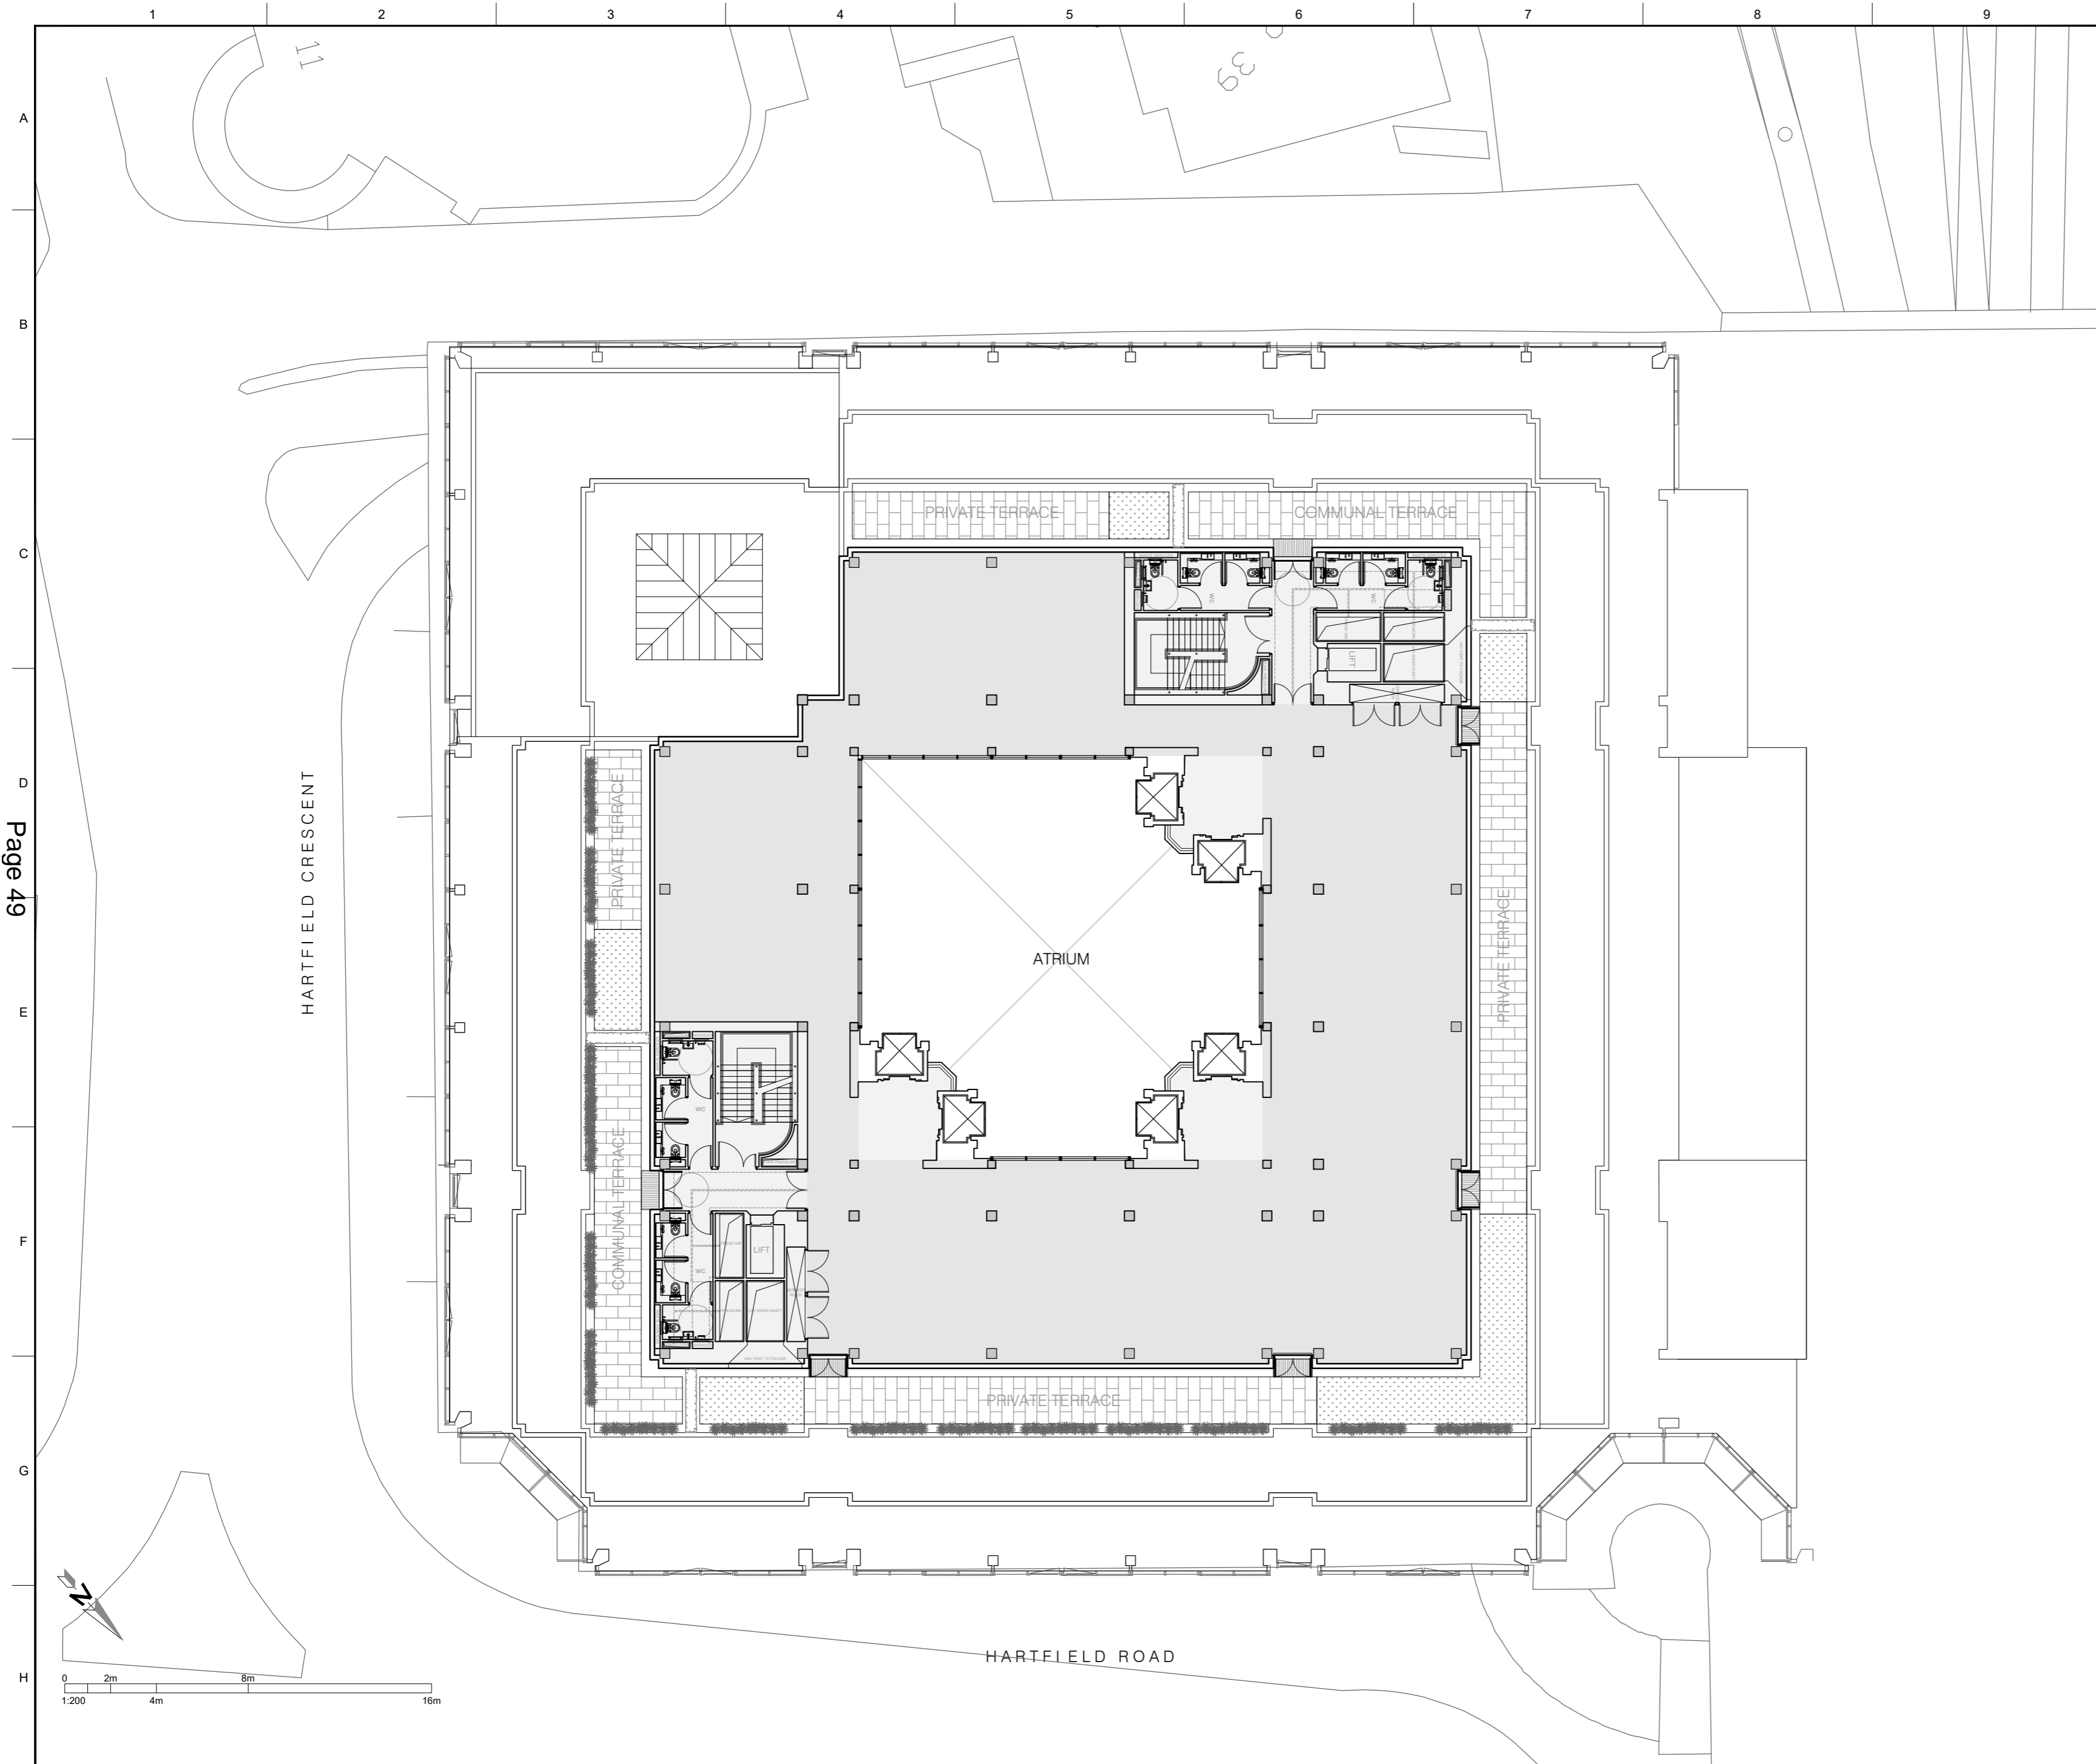 1 2 3 4 5 6 7 8 9
A
B
C
D
E
F
G
H
Page 49
11
39
PRIVATE TERRACE
COMMUNAL TERRACE
WC
WC
LIFT
HARTFIELD CRESCENT
PRIVATE TERRACE
PRIVATE TERRACE
ATRIUM
WC
COMMUNAL TERRACE
LIFT
WC
PRIVATE TERRACE
N
HARTFIELD ROAD
0 2m 8m
1:200 4m 16m